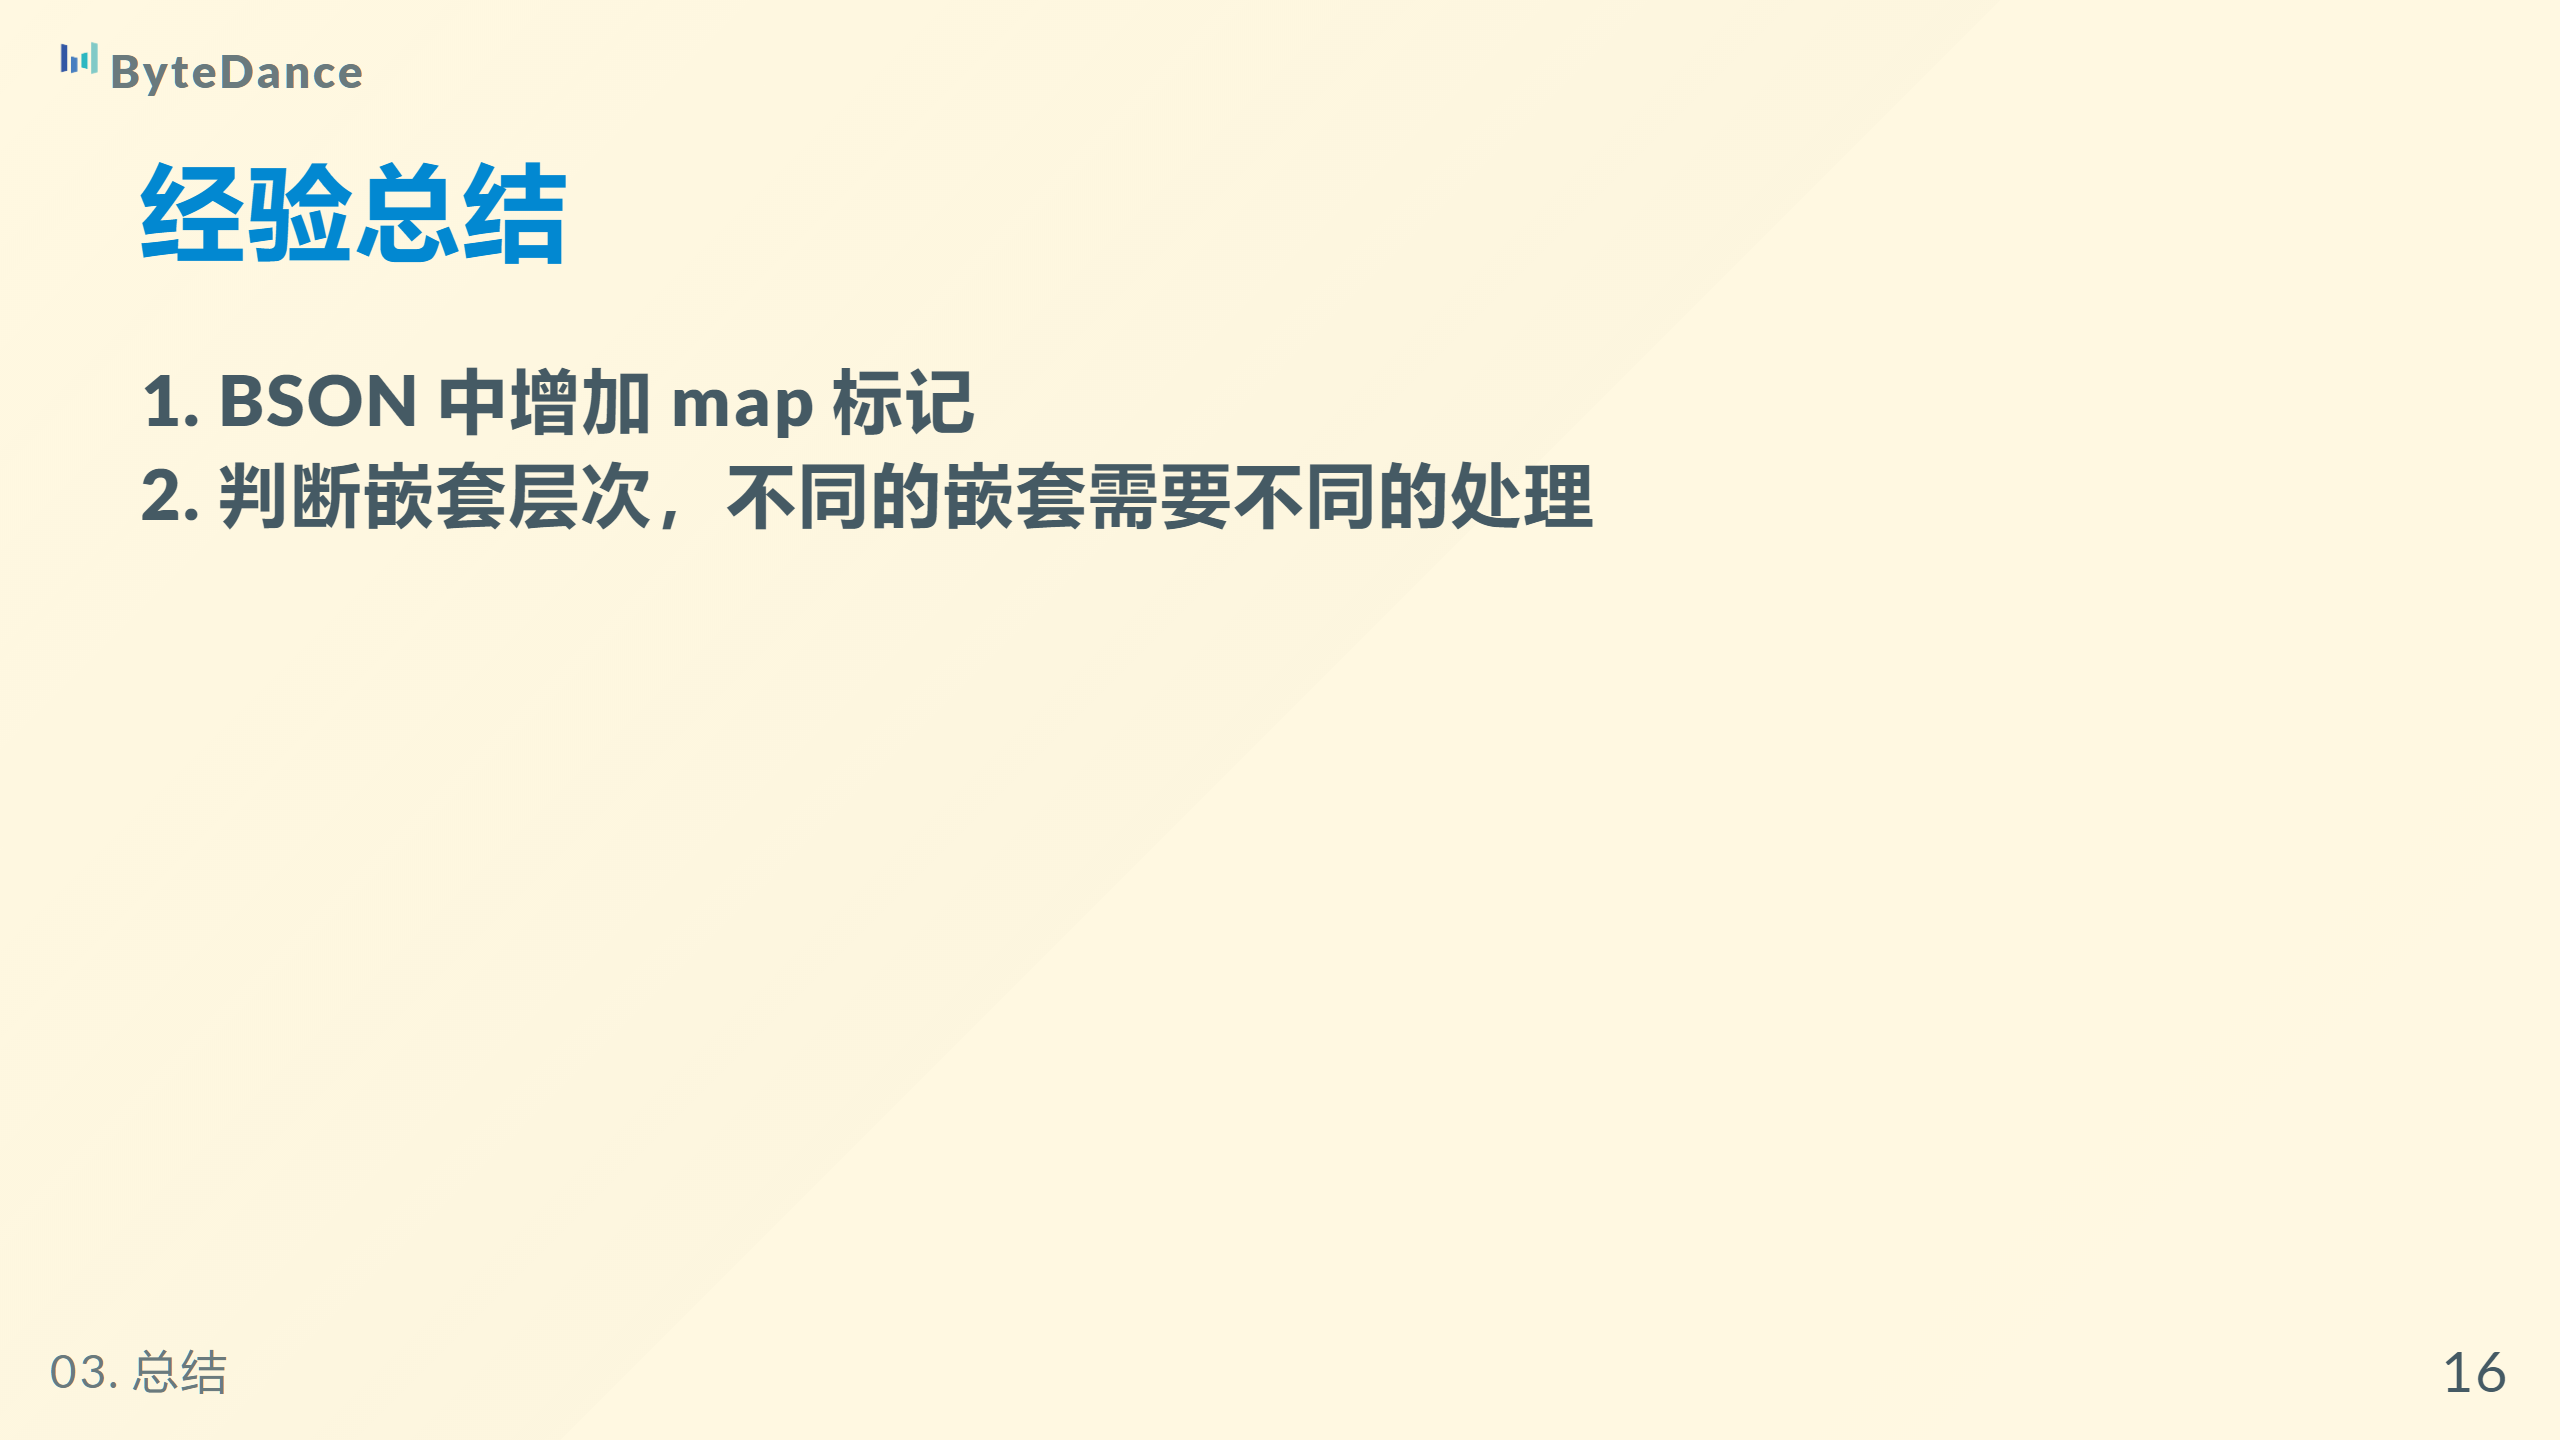 ByteDance
经验总结
1. BSON 中增加 map 标记
2. 判断嵌套层次，不同的嵌套需要不同的处理
03. 总结
16